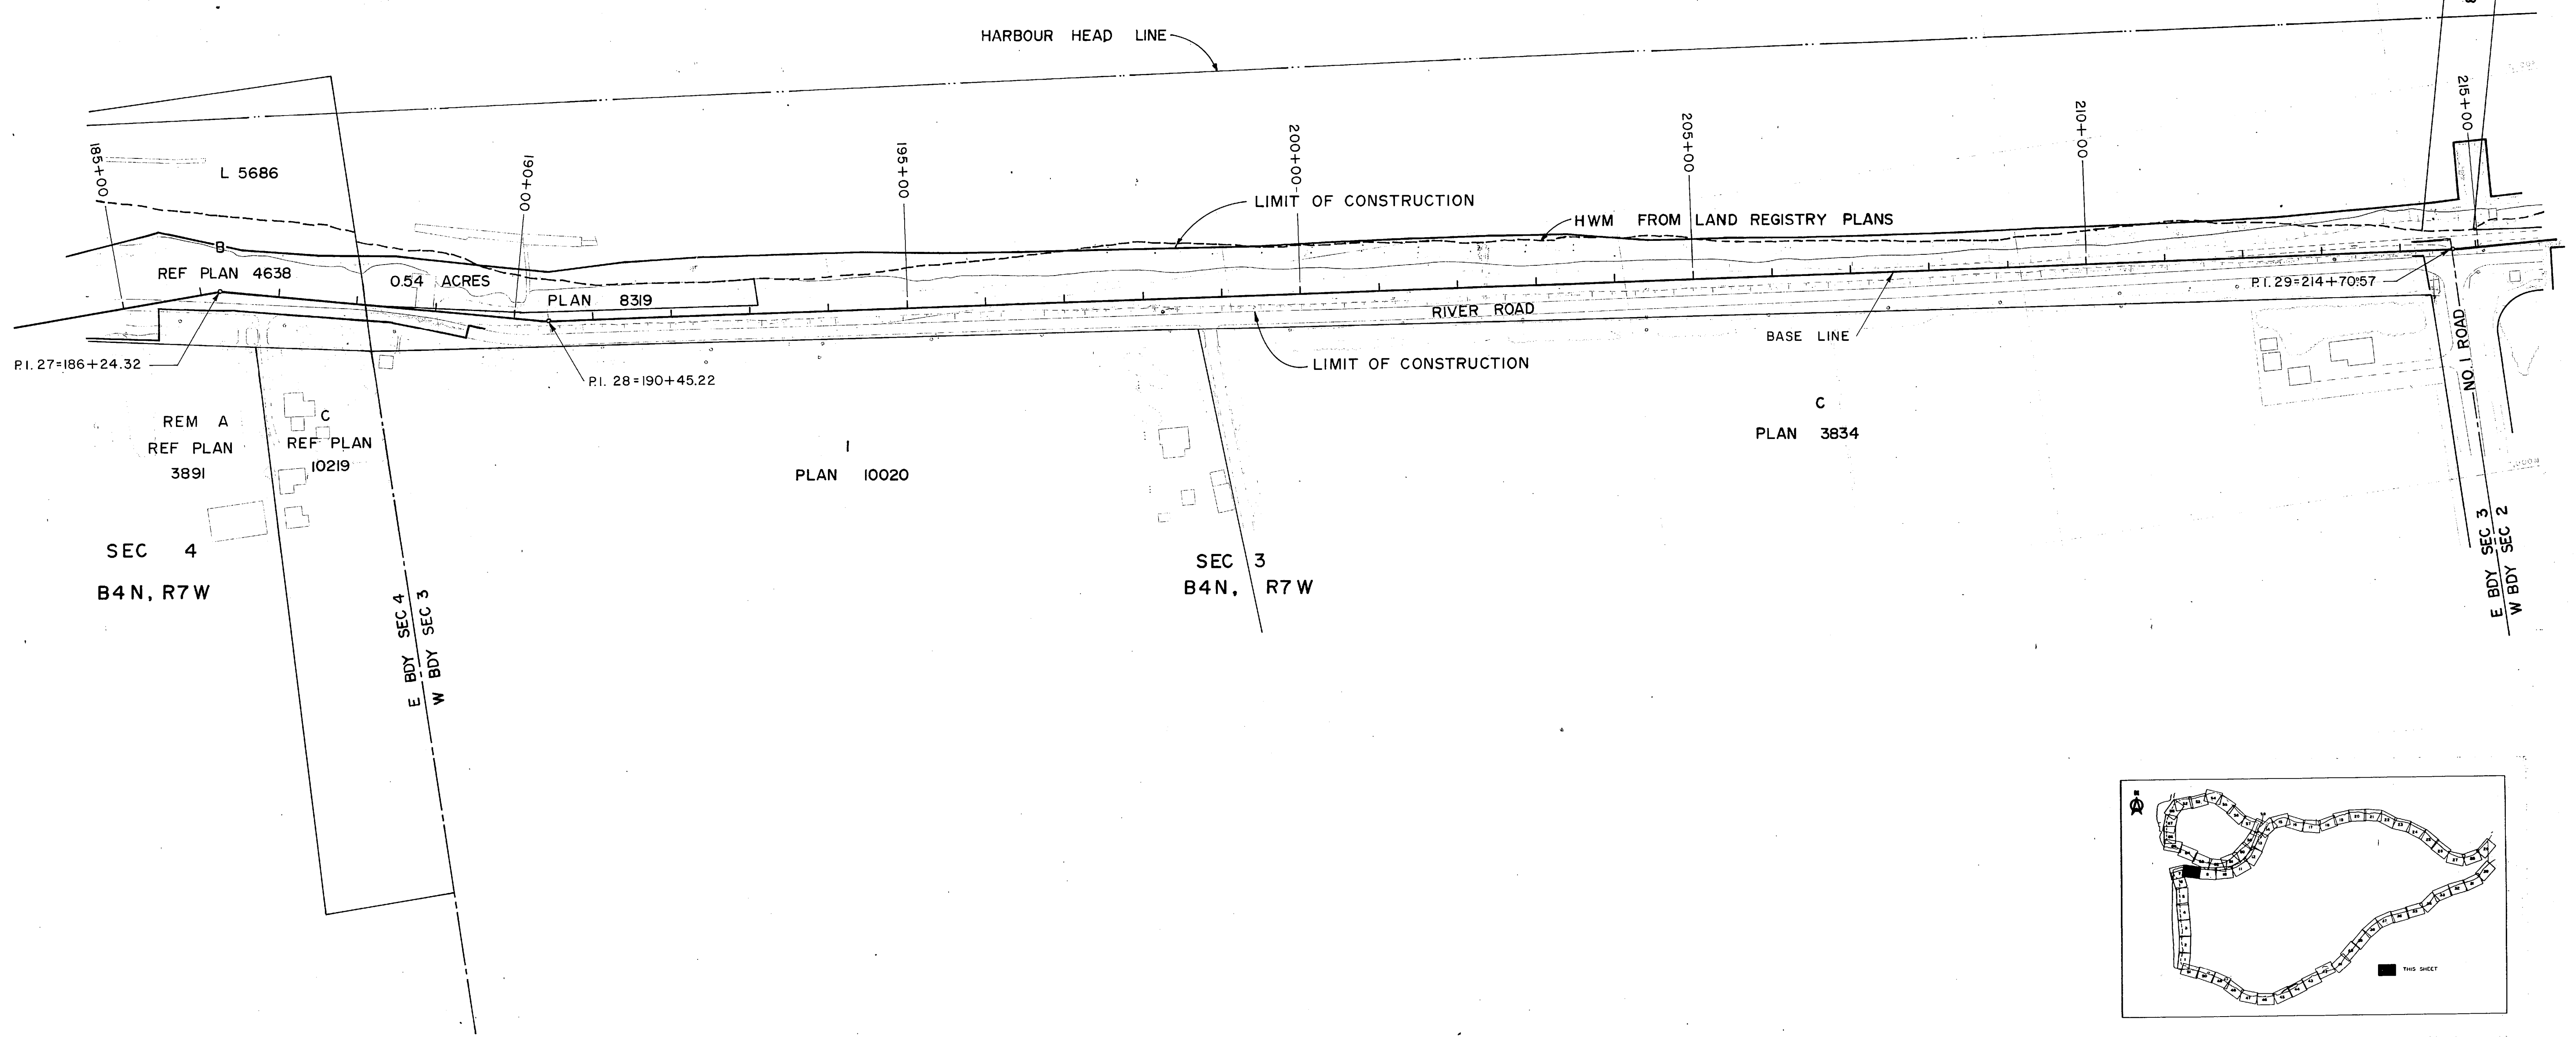 HARBOUR HEAD LINE
185+00
190+00
195+00
200+00
205+00
210+00
215+00
L 5686
LIMIT OF CONSTRUCTION
HWM FROM LAND REGISTRY PLANS
B
REF PLAN 4638
0.54 ACRES
PLAN 8319
RIVER ROAD
P.I. 29=214+70.57
BASE LINE
P.I. 27=186+24.32
P.I. 28=190+45.22
LIMIT OF CONSTRUCTION
NO. 1 ROAD
REM A
REF PLAN
3891
C
REF PLAN
10219
1
PLAN 10020
C
PLAN 3834
SEC 4
B4N, R7W
SEC 3
B4N, R7W
E BDY SEC 4
W BDY SEC 3
E BDY SEC 3
W BDY SEC 2
THIS SHEET